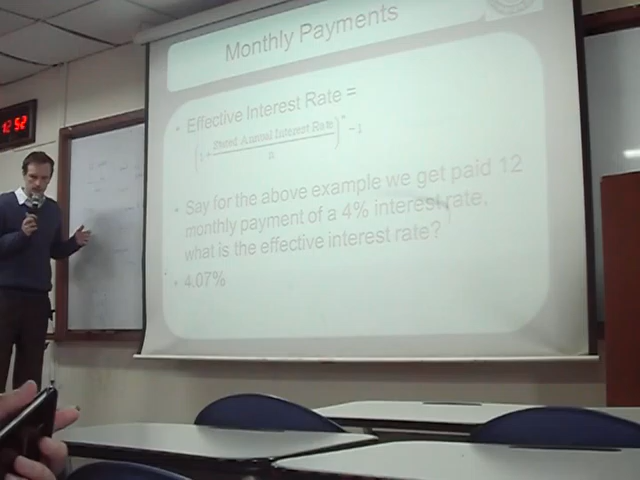 Monthly Payments
12:52
• Effective Interest Rate =
(1 + Stated Annual Interest Rate / n)^n − 1
• Say for the above example we get paid 12
monthly payment of a 4% interest rate,
what is the effective interest rate?
• 4.07%